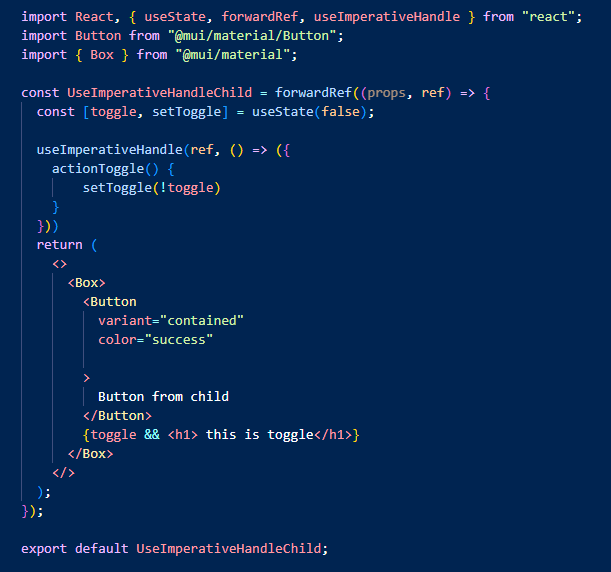 import React, { useState, forwardRef, useImperativeHandle } from "react";
import Button from "@mui/material/Button";
import { Box } from "@mui/material";

const UseImperativeHandleChild = forwardRef((props, ref) => {
  const [toggle, setToggle] = useState(false);

  useImperativeHandle(ref, () => ({
    actionToggle() {
        setToggle(!toggle)
    }
  }))
  return (
    <>
      <Box>
        <Button
          variant="contained"
          color="success"

        >
          Button from child
        </Button>
        {toggle && <h1> this is toggle</h1>}
      </Box>
    </>
  );
});

export default UseImperativeHandleChild;